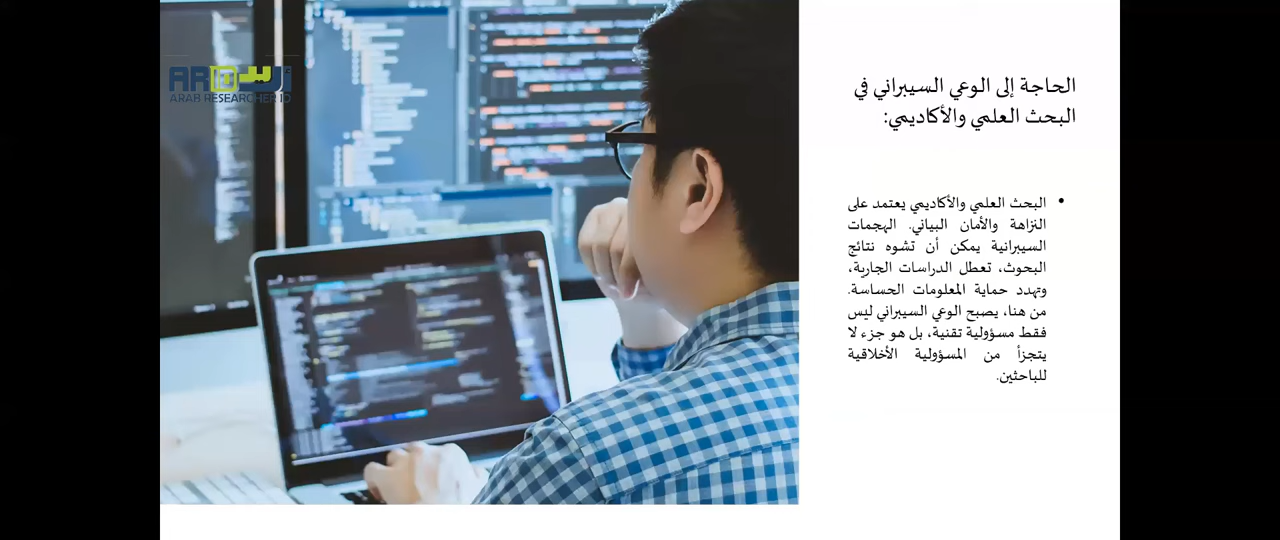 الحاجة إلى الوعي السيبراني في
البحث العلمي والأكاديمي:
• البحث العلمي والأكاديمي يعتمد على
النزاهة والأمان البياني. الهجمات
السيبرانية يمكن أن تشوه نتائج
البحوث، تعطل الدراسات الجارية،
وتهدد حماية المعلومات الحساسة.
من هنا، يصبح الوعي السيبراني ليس
فقط مسؤولية تقنية، بل هو جزء لا
يتجزأ من المسؤولية الأخلاقية
للباحثين.
ARID
أريد
ARAB RESEARCHER ID